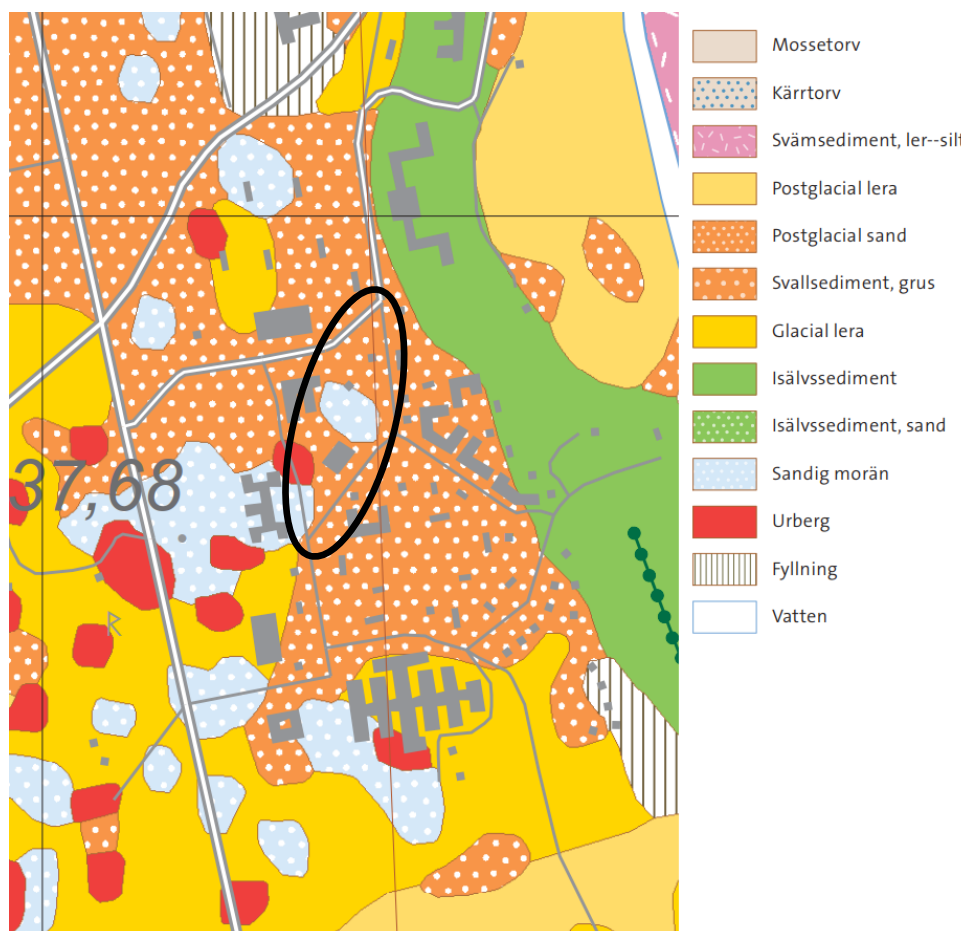 Mossetorv
Kärrtorv
Svämsediment, ler--silt
Postglacial lera
Postglacial sand
Svallsediment, grus
Glacial lera
Isälvssediment
Isälvssediment, sand
Sandig morän
Urberg
Fyllning
Vatten
37,68
R